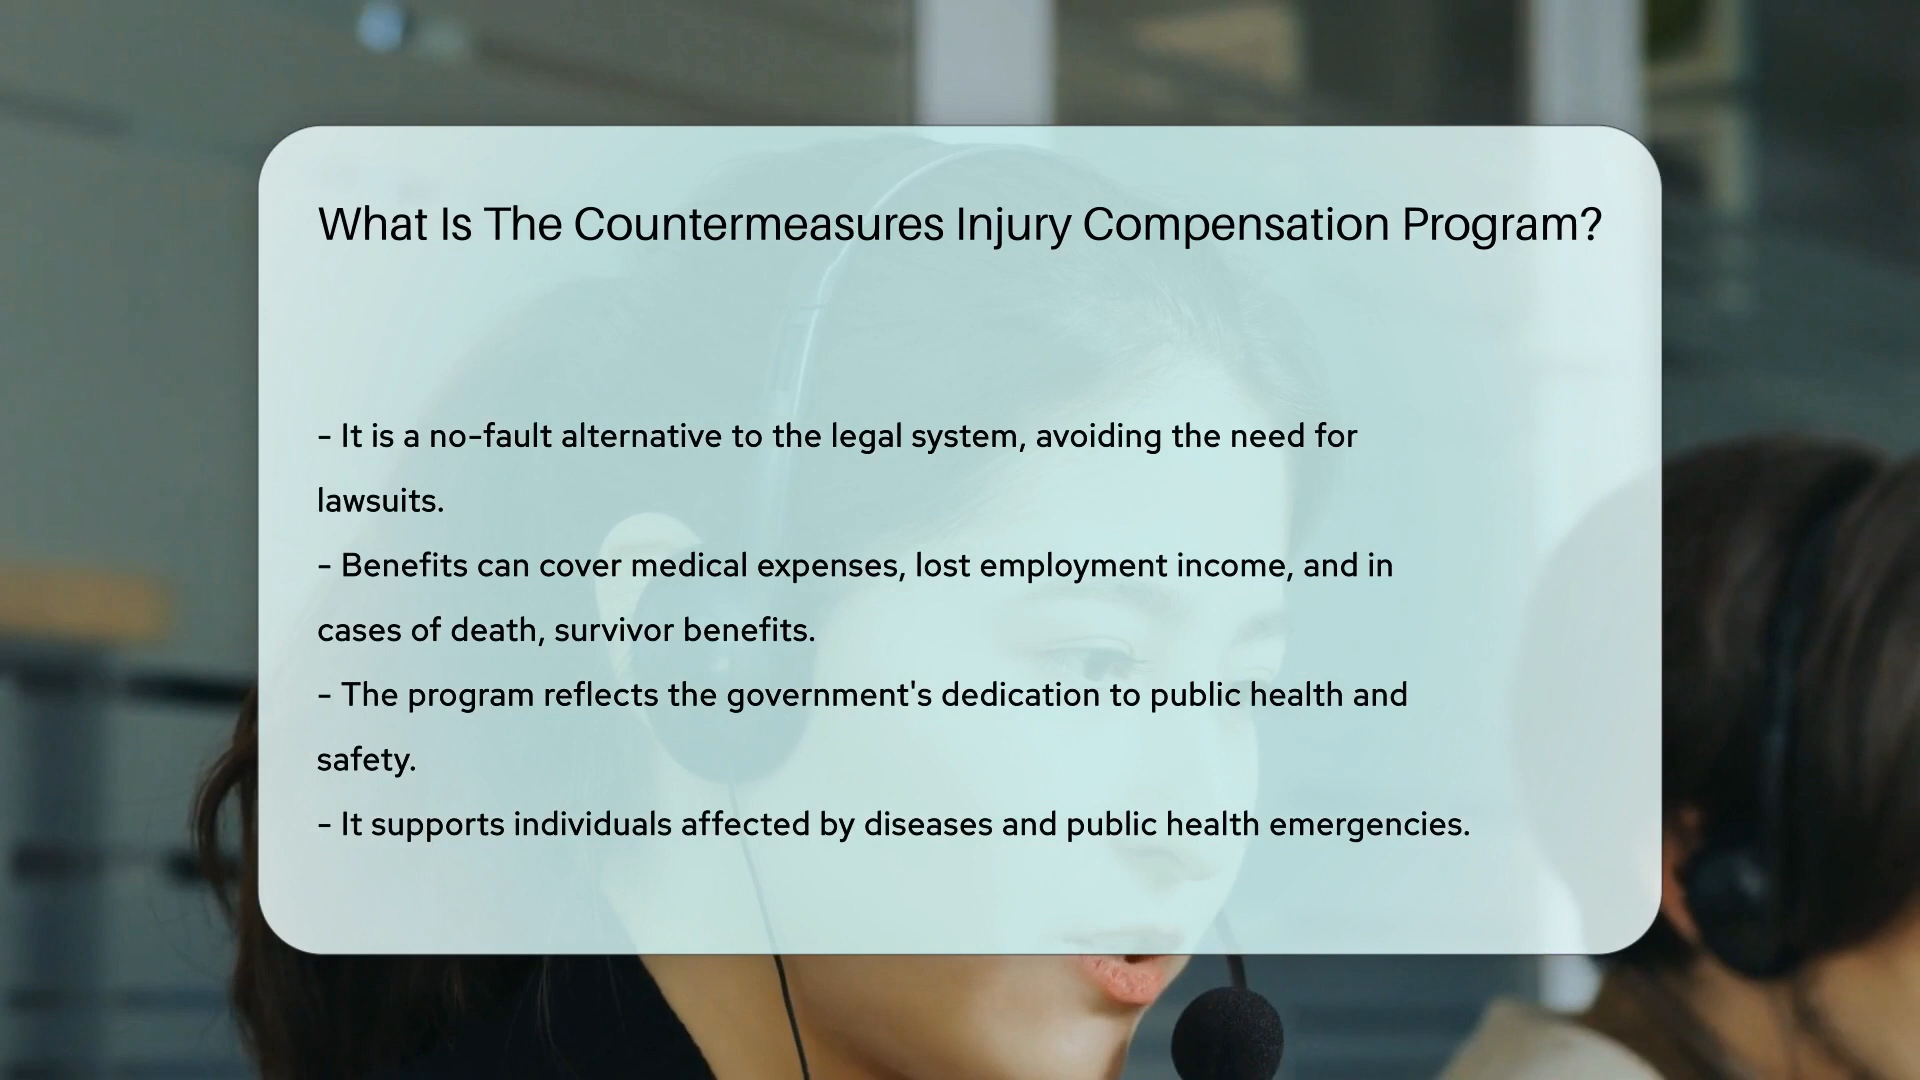 What Is The Countermeasures Injury Compensation Program?
- It is a no-fault alternative to the legal system, avoiding the need for
lawsuits.
- Benefits can cover medical expenses, lost employment income, and in
cases of death, survivor benefits.
- The program reflects the government's dedication to public health and
safety.
- It supports individuals affected by diseases and public health emergencies.